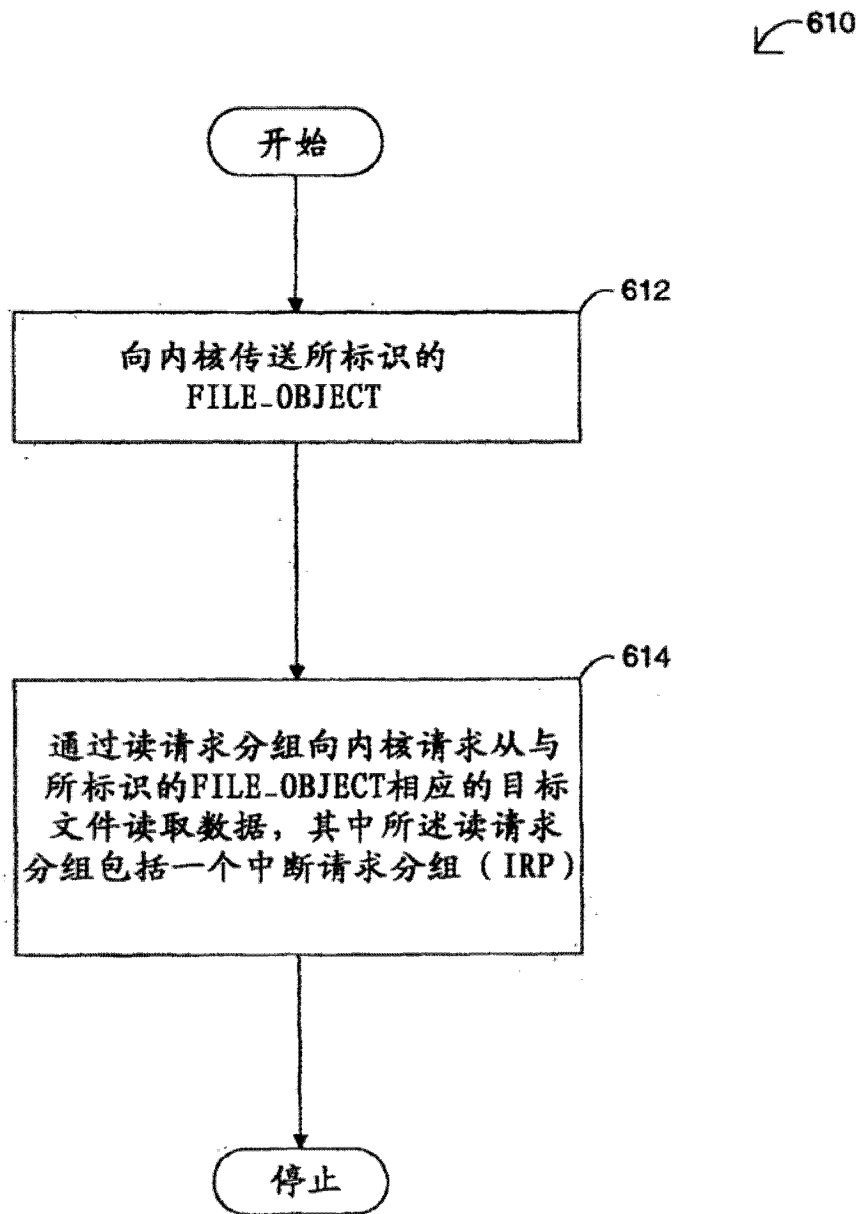 610
开始
612
向内核传送所标识的
FILE_OBJECT
614
通过读请求分组向内核请求从与
所标识的FILE_OBJECT相应的目标
文件读取数据，其中所述读请求
分组包括一个中断请求分组（IRP）
停止